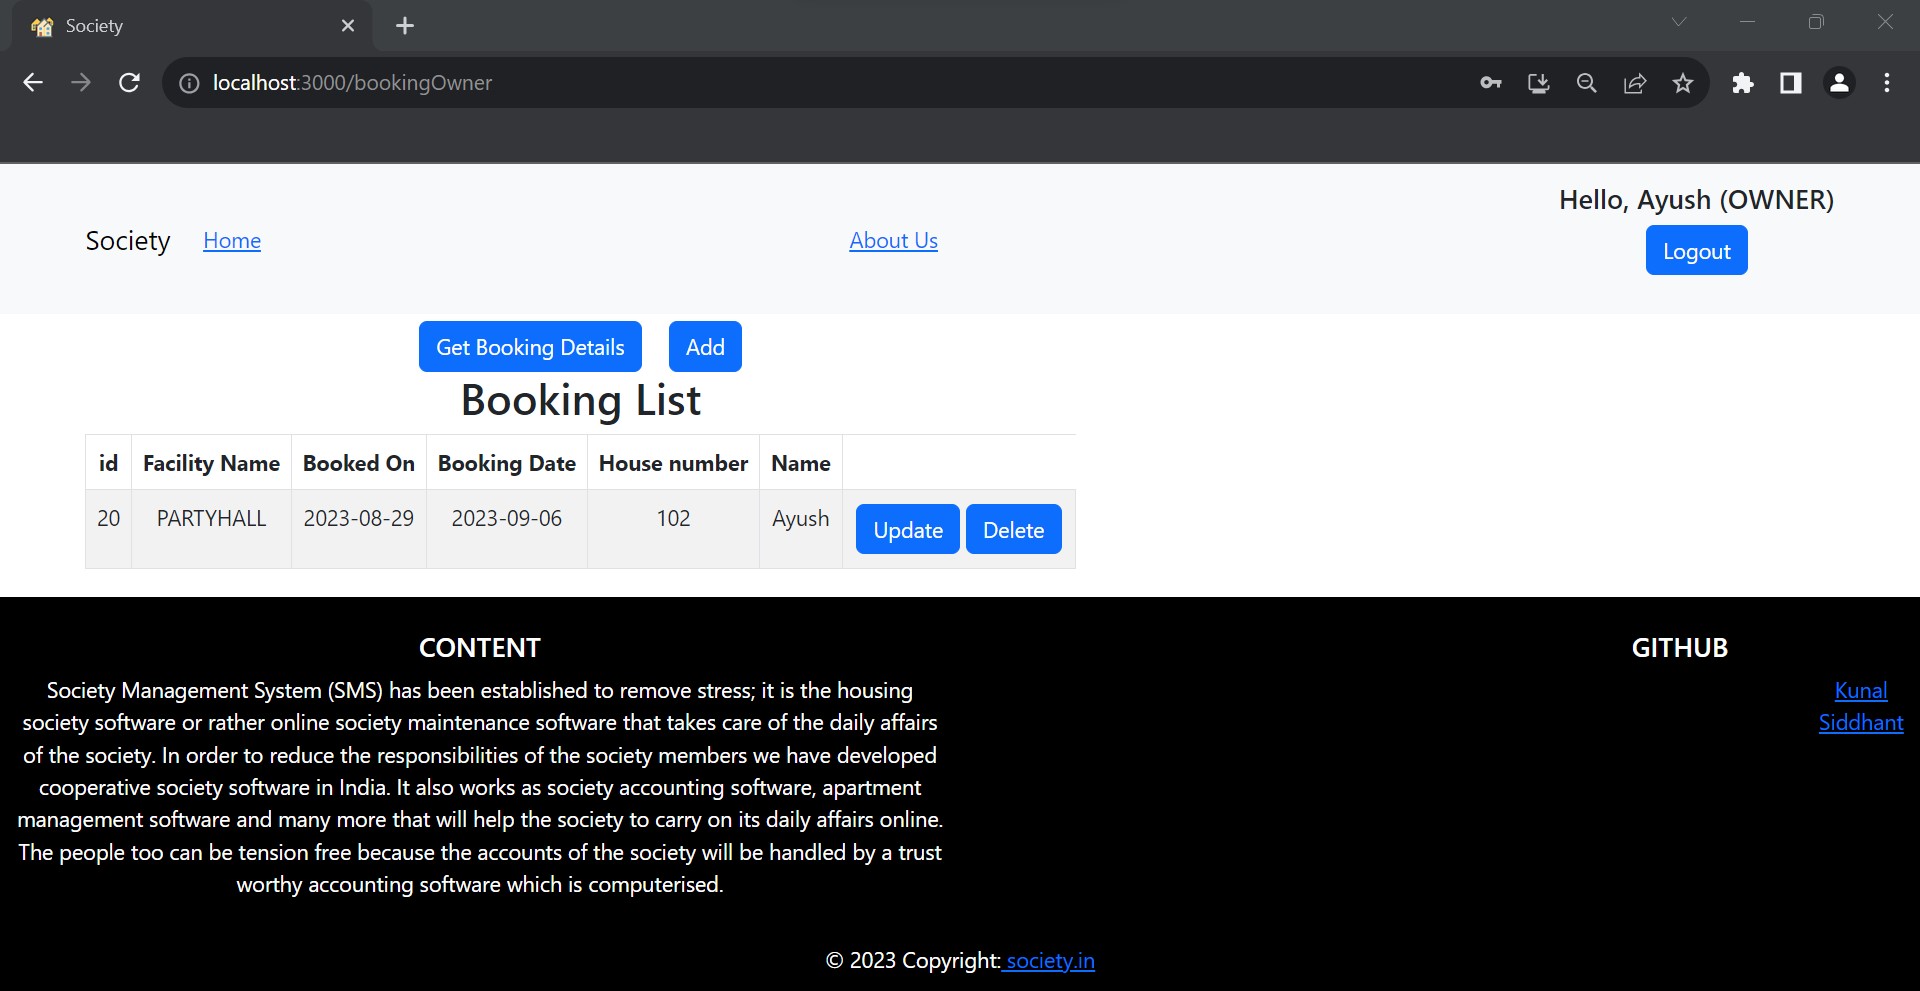 Society
localhost:3000/bookingOwner
Hello, Ayush (OWNER)
Society Home About Us
Logout
Get Booking Details Add
Booking List
id Facility Name Booked On Booking Date House number Name
20 PARTYHALL 2023-08-29 2023-09-06 102 Ayush Update Delete
CONTENT
Society Management System (SMS) has been established to remove stress; it is the housing
society software or rather online society maintenance software that takes care of the daily affairs
of the society. In order to reduce the responsibilities of the society members we have developed
cooperative society software in India. It also works as society accounting software, apartment
management software and many more that will help the society to carry on its daily affairs online.
The people too can be tension free because the accounts of the society will be handled by a trust
worthy accounting software which is computerised.
GITHUB
Kunal
Siddhant
© 2023 Copyright: society.in